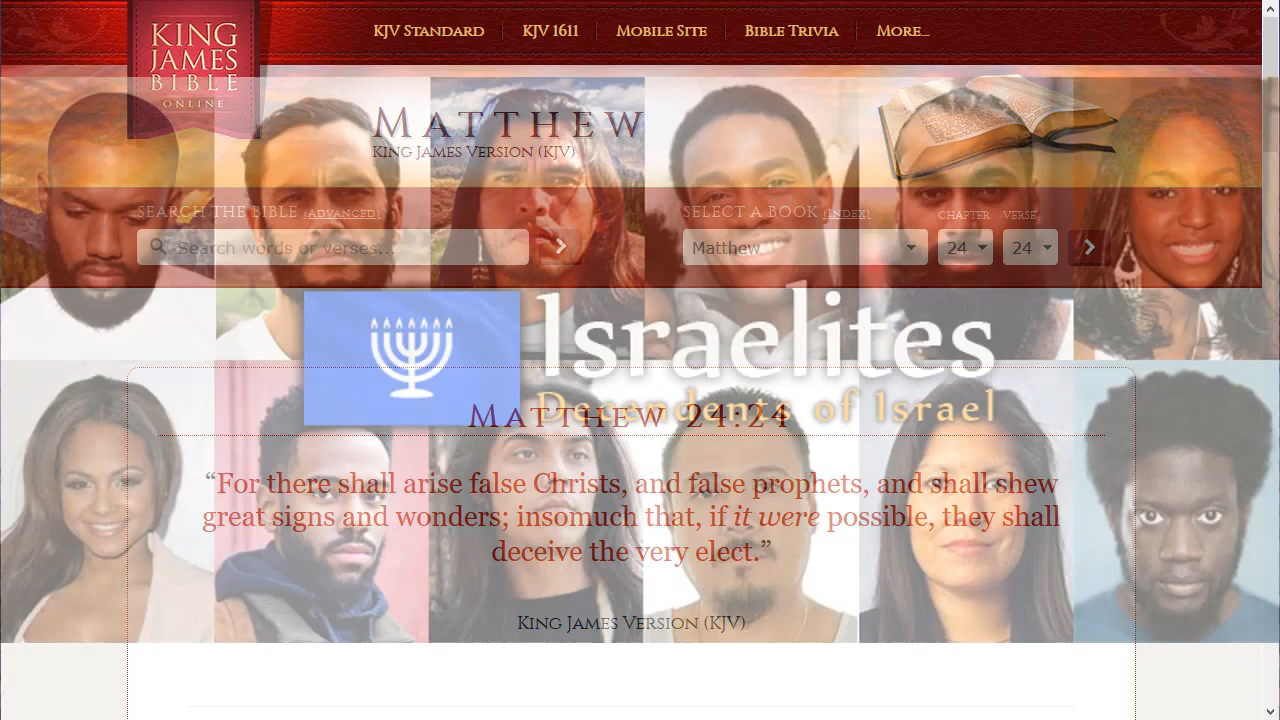 KING
JAMES
BIBLE
ONLINE
KJV Standard KJV 1611 Mobile Site Bible Trivia More...
Matthew
King James Version (KJV)
SEARCH THE BIBLE (ADVANCED)
SELECT A BOOK (INDEX) CHAPTER VERSE
Search words or verses...
Matthew 24 24
Israelites
Decendents of Israel
Matthew 24:24
“For there shall arise false Christs, and false prophets, and shall shew
great signs and wonders; insomuch that, if it were possible, they shall
deceive the very elect.”
King James Version (KJV)